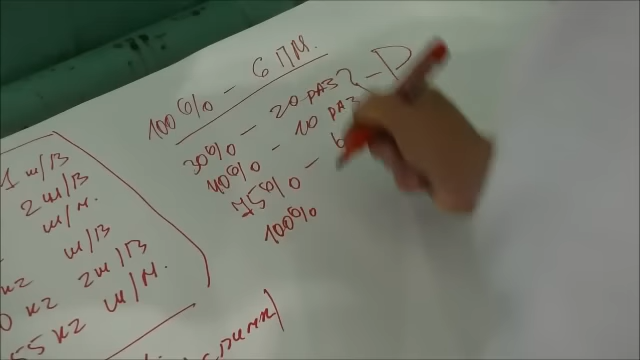 100% - 6 ПМ.
30% - 20 раз } - Р
40% - 10 раз
75% - 6
100%
1 ш/в
2 ш/в
ш/м.
кг ш/в
0 кг 2ш/в
55 кг ш/м.